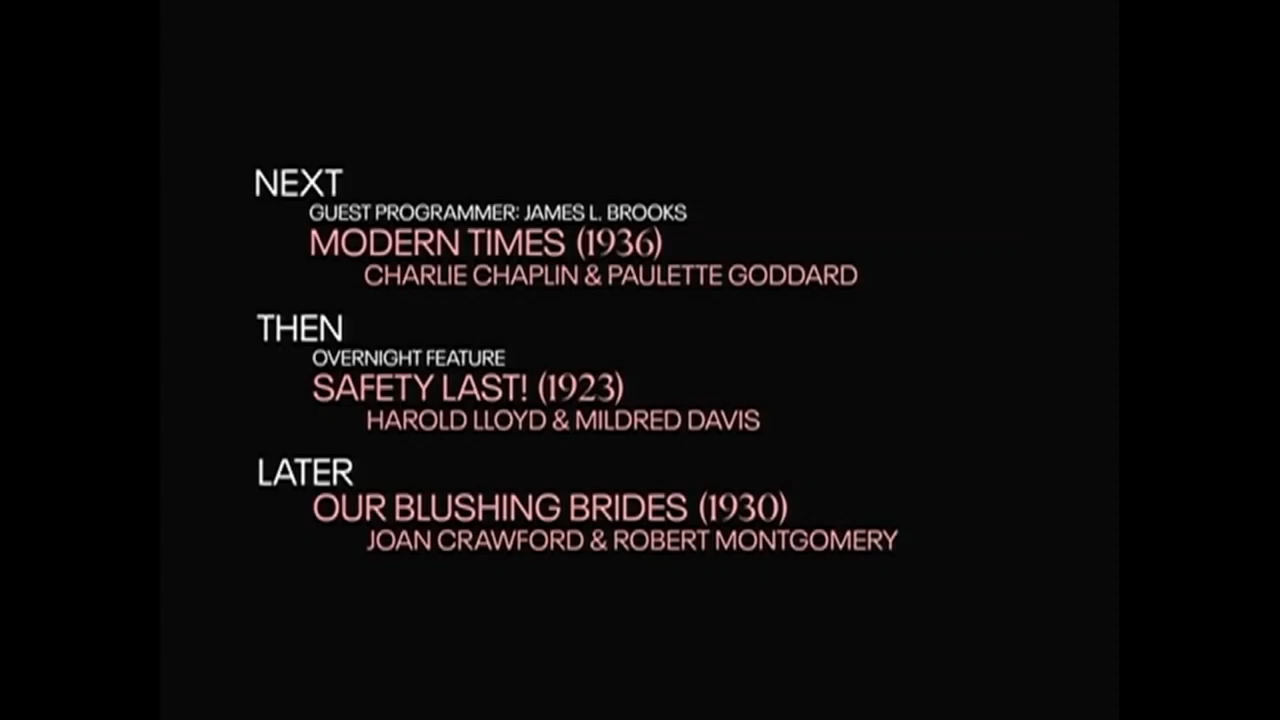 NEXT
GUEST PROGRAMMER: JAMES L. BROOKS
MODERN TIMES (1936)
CHARLIE CHAPLIN & PAULETTE GODDARD
THEN
OVERNIGHT FEATURE
SAFETY LAST! (1923)
HAROLD LLOYD & MILDRED DAVIS
LATER
OUR BLUSHING BRIDES (1930)
JOAN CRAWFORD & ROBERT MONTGOMERY